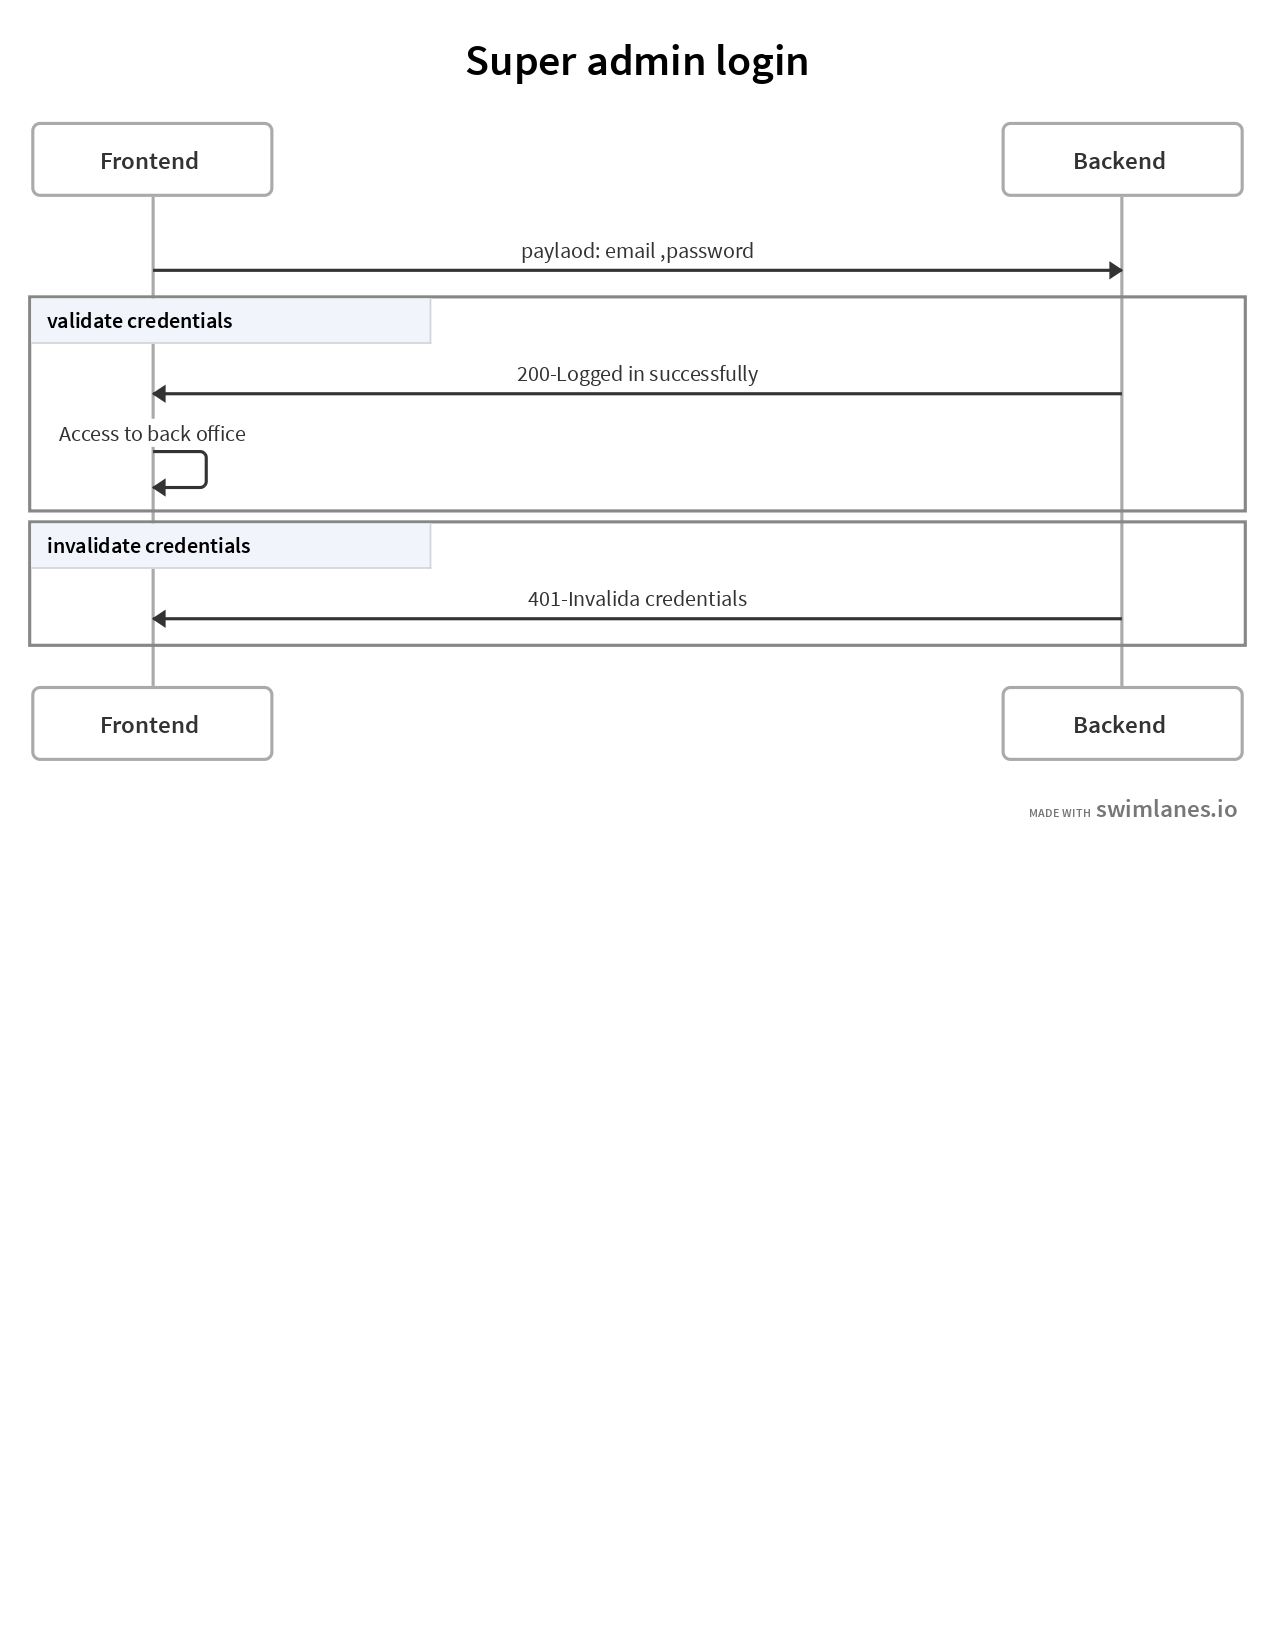 Super admin login
Frontend
Backend
paylaod: email ,password
validate credentials
200-Logged in successfully
Access to back office
invalidate credentials
401-Invalida credentials
Frontend
Backend
MADE WITH swimlanes.io